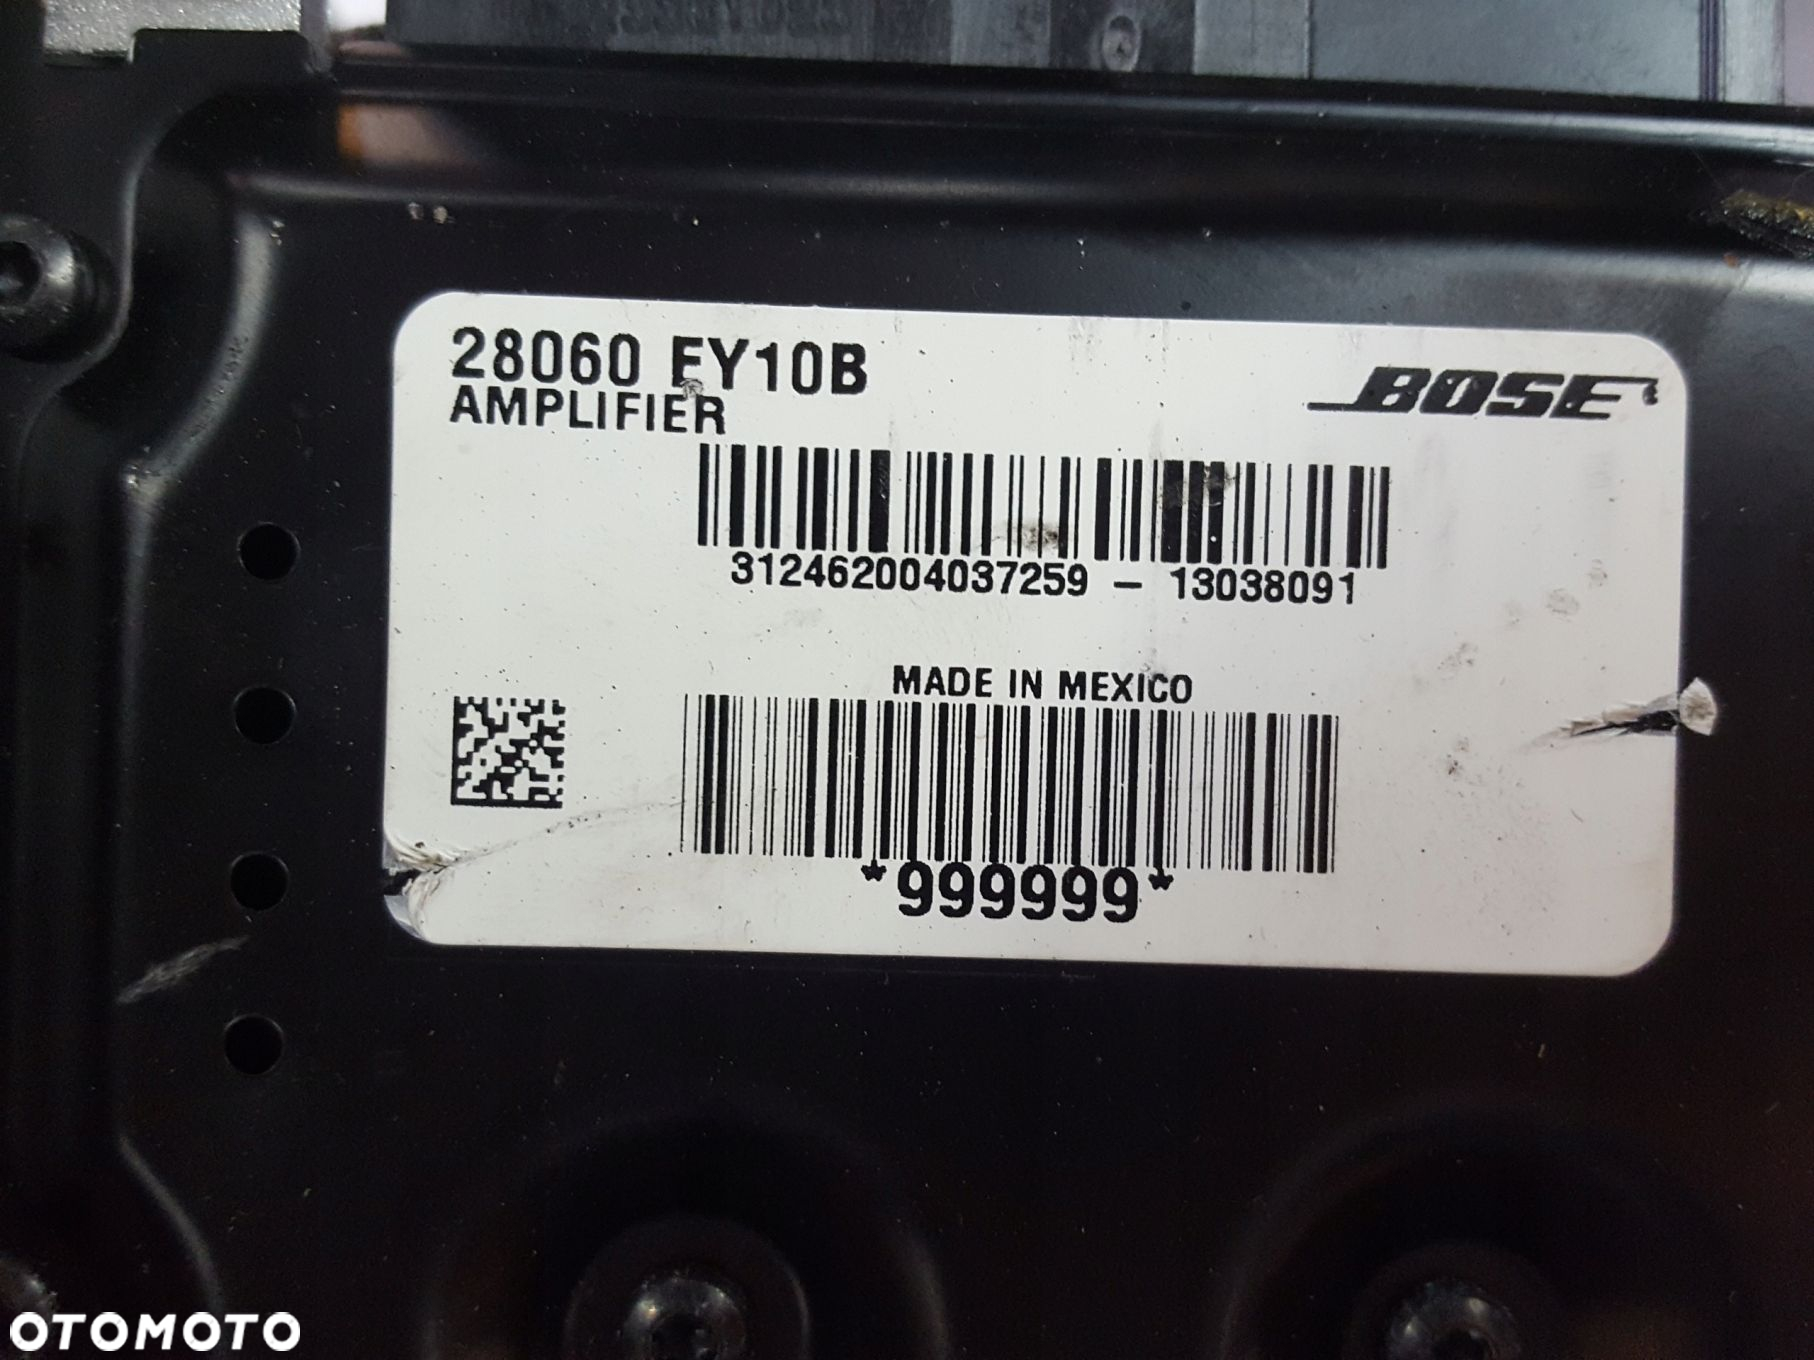 28060 EY10B
AMPLIFIER
BOSE
312462004037259 - 13038091
MADE IN MEXICO
*999999*
OTOMOTO